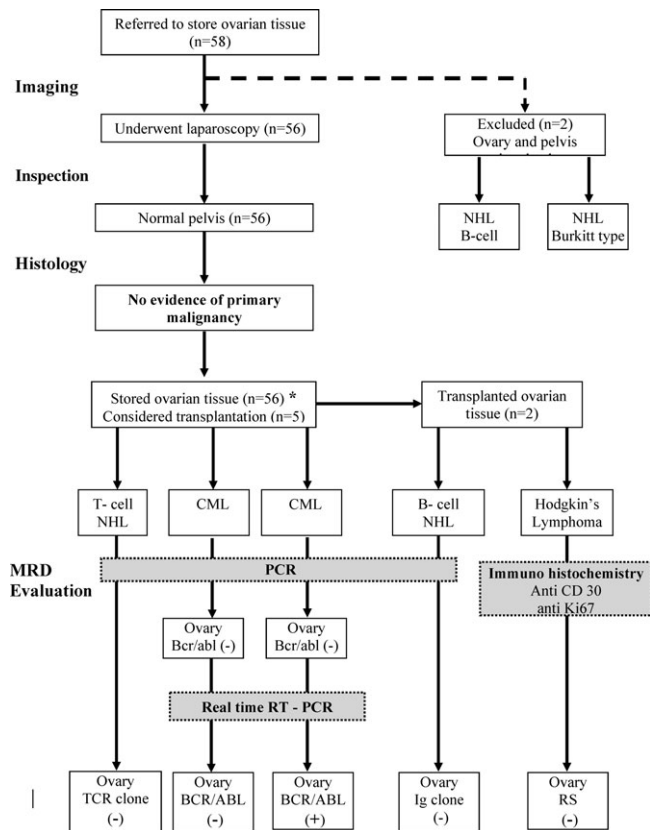 Referred to store ovarian tissue
(n=58)
Imaging
Underwent laparoscopy (n=56)
Excluded (n=2)
Ovary and pelvis
Inspection
Normal pelvis (n=56)
NHL
B-cell
NHL
Burkitt type
Histology
No evidence of primary
malignancy
Stored ovarian tissue (n=56) *
Considered transplantation (n=5)
Transplanted ovarian
tissue (n=2)
T- cell
NHL
CML
CML
B- cell
NHL
Hodgkin's
Lymphoma
MRD
Evaluation
PCR
Immuno histochemistry
Anti CD 30
anti Ki67
Ovary
Bcr/abl (-)
Ovary
Bcr/abl (-)
Real time RT - PCR
Ovary
TCR clone
(-)
Ovary
BCR/ABL
(-)
Ovary
BCR/ABL
(+)
Ovary
Ig clone
(-)
Ovary
RS
(-)